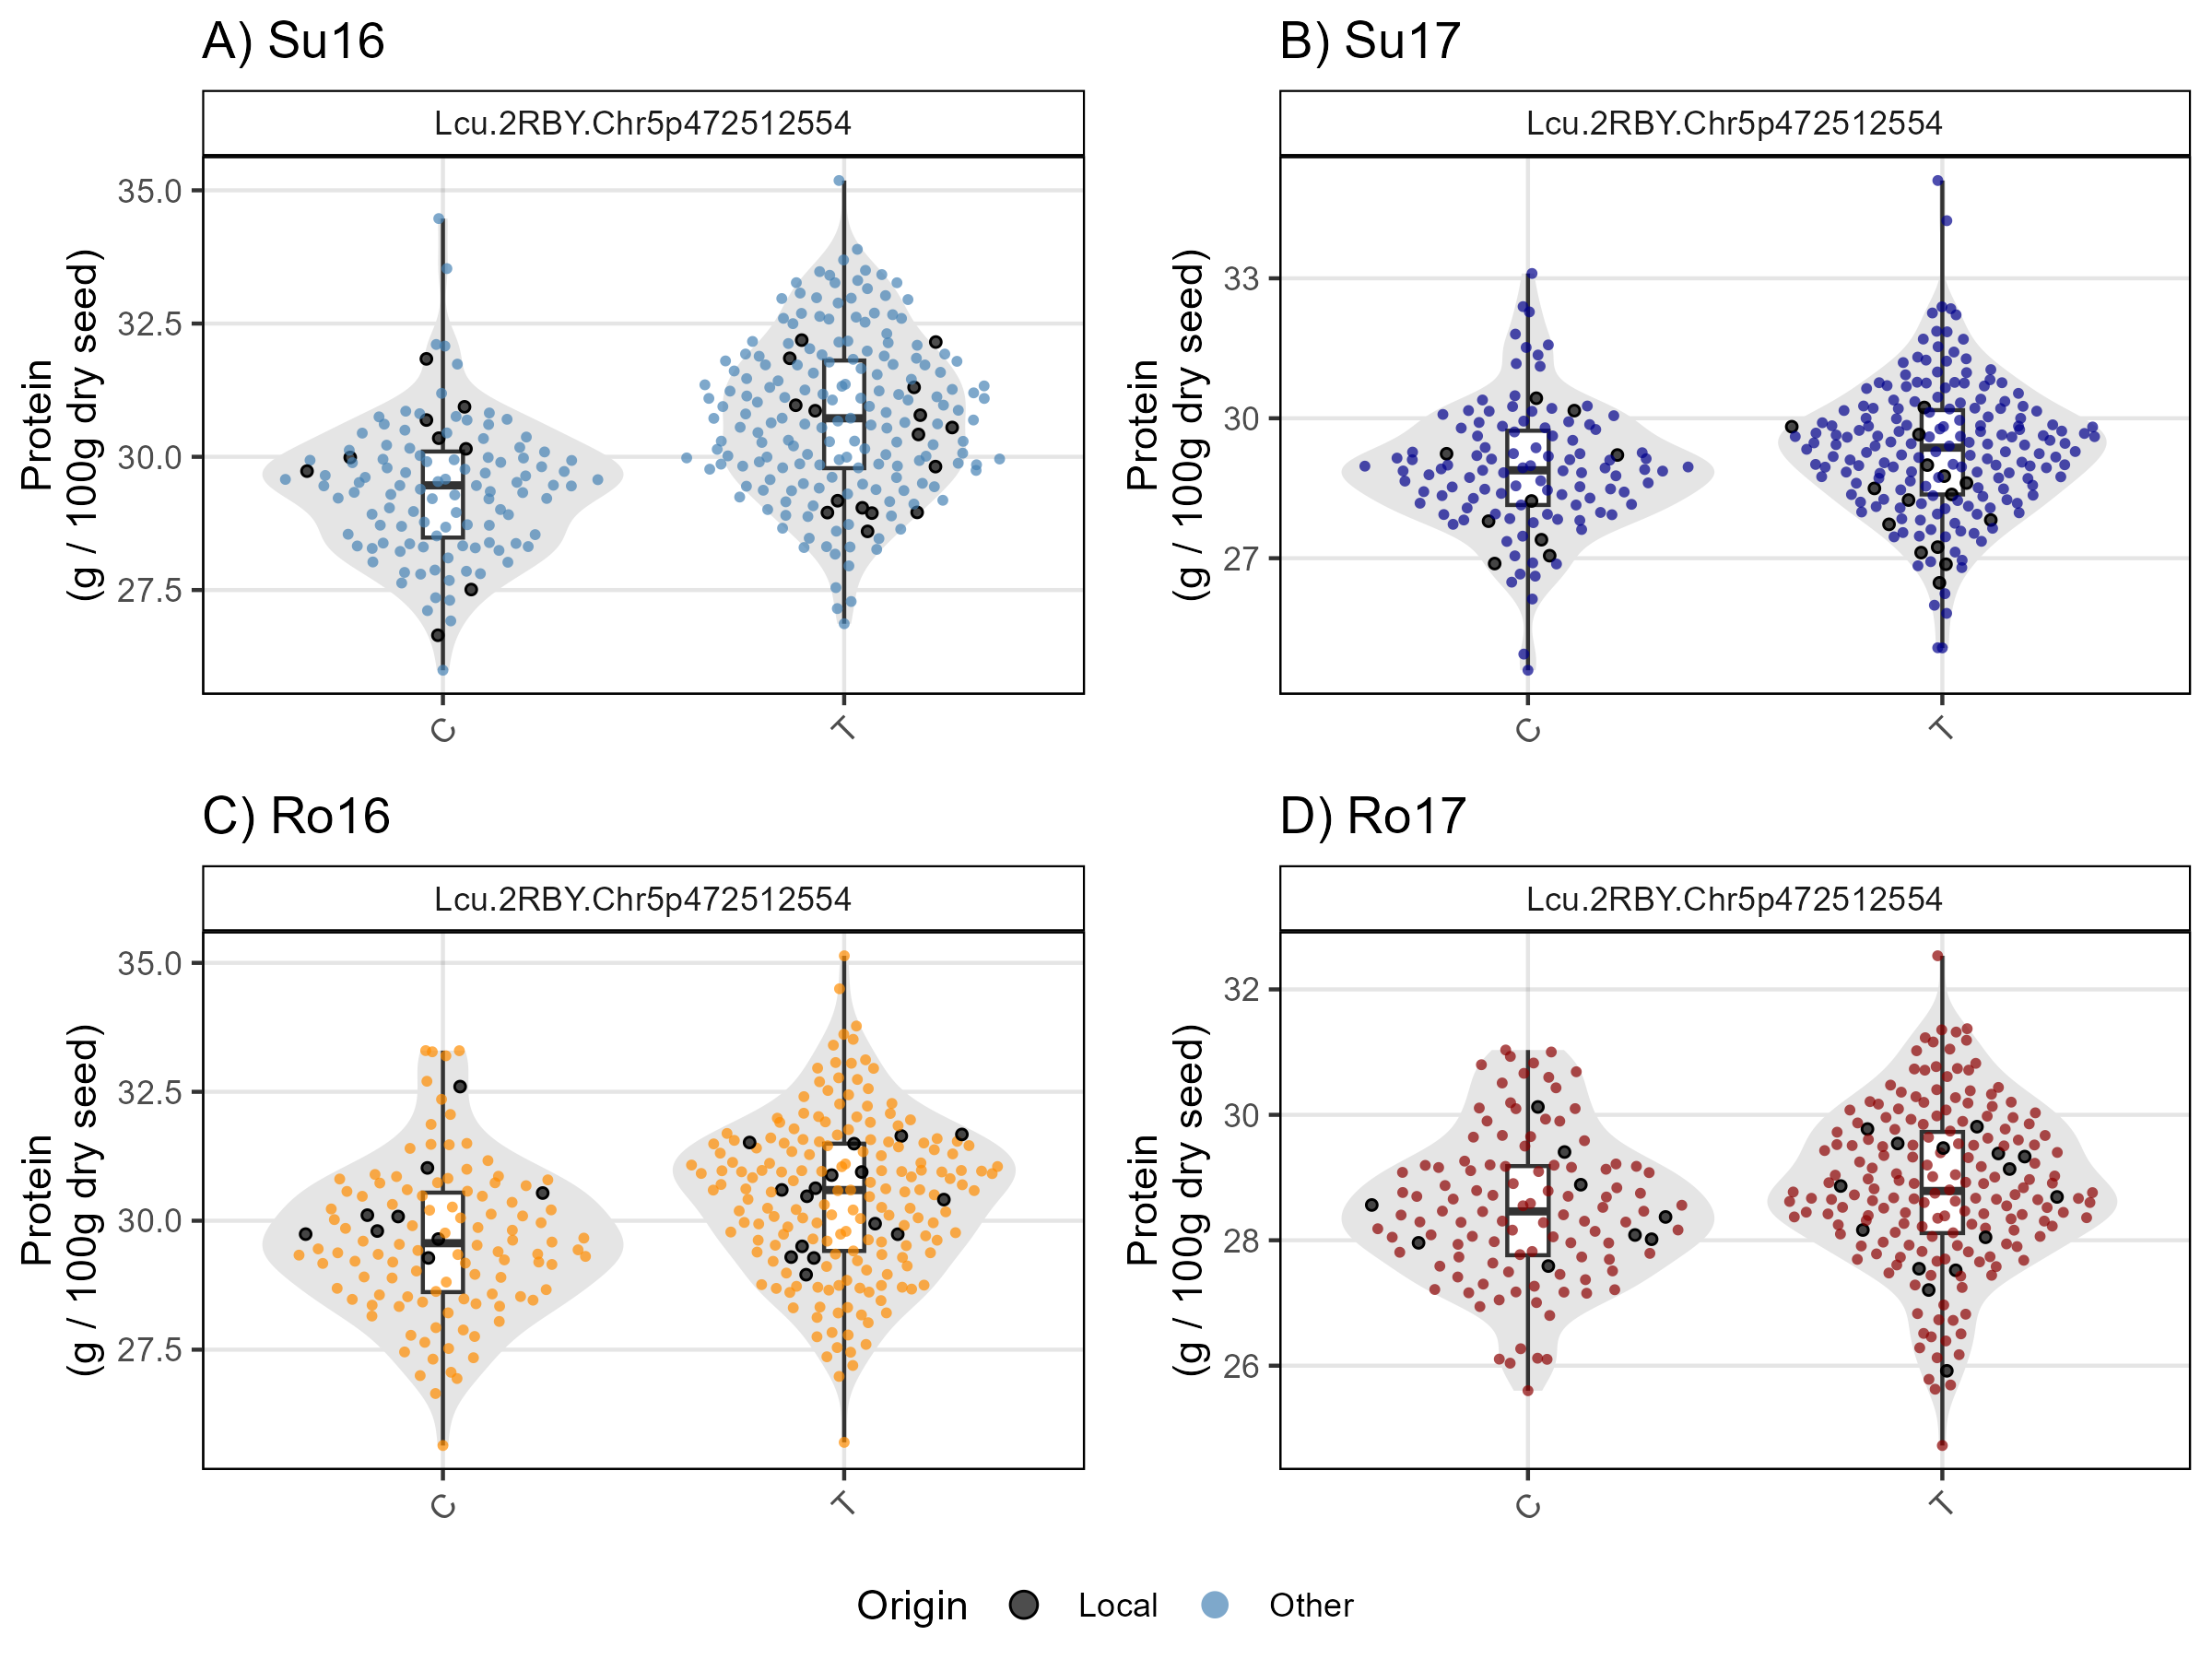 A) Su16
Lcu.2RBY.Chr5p472512554
Protein
(g / 100g dry seed)
35.0
32.5
30.0
27.5
C
T
B) Su17
Lcu.2RBY.Chr5p472512554
Protein
(g / 100g dry seed)
33
30
27
C
T
C) Ro16
Lcu.2RBY.Chr5p472512554
Protein
(g / 100g dry seed)
35.0
32.5
30.0
27.5
C
T
D) Ro17
Lcu.2RBY.Chr5p472512554
Protein
(g / 100g dry seed)
32
30
28
26
C
T
Origin Local Other